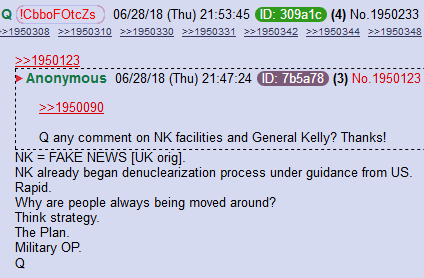 Q !CbboFOtcZs 06/28/18 (Thu) 21:53:45 ID: 309a1c (4) No.1950233
>>1950308 >>1950310 >>1950330 >>1950331 >>1950342 >>1950344 >>1950348
>>1950123
Anonymous 06/28/18 (Thu) 21:47:24 ID: 7b5a78 (3) No.1950123
>>1950090
Q any comment on NK facilities and General Kelly? Thanks!
NK = FAKE NEWS [UK orig].
NK already began denuclearization process under guidance from US.
Rapid.
Why are people always being moved around?
Think strategy.
The Plan.
Military OP.
Q